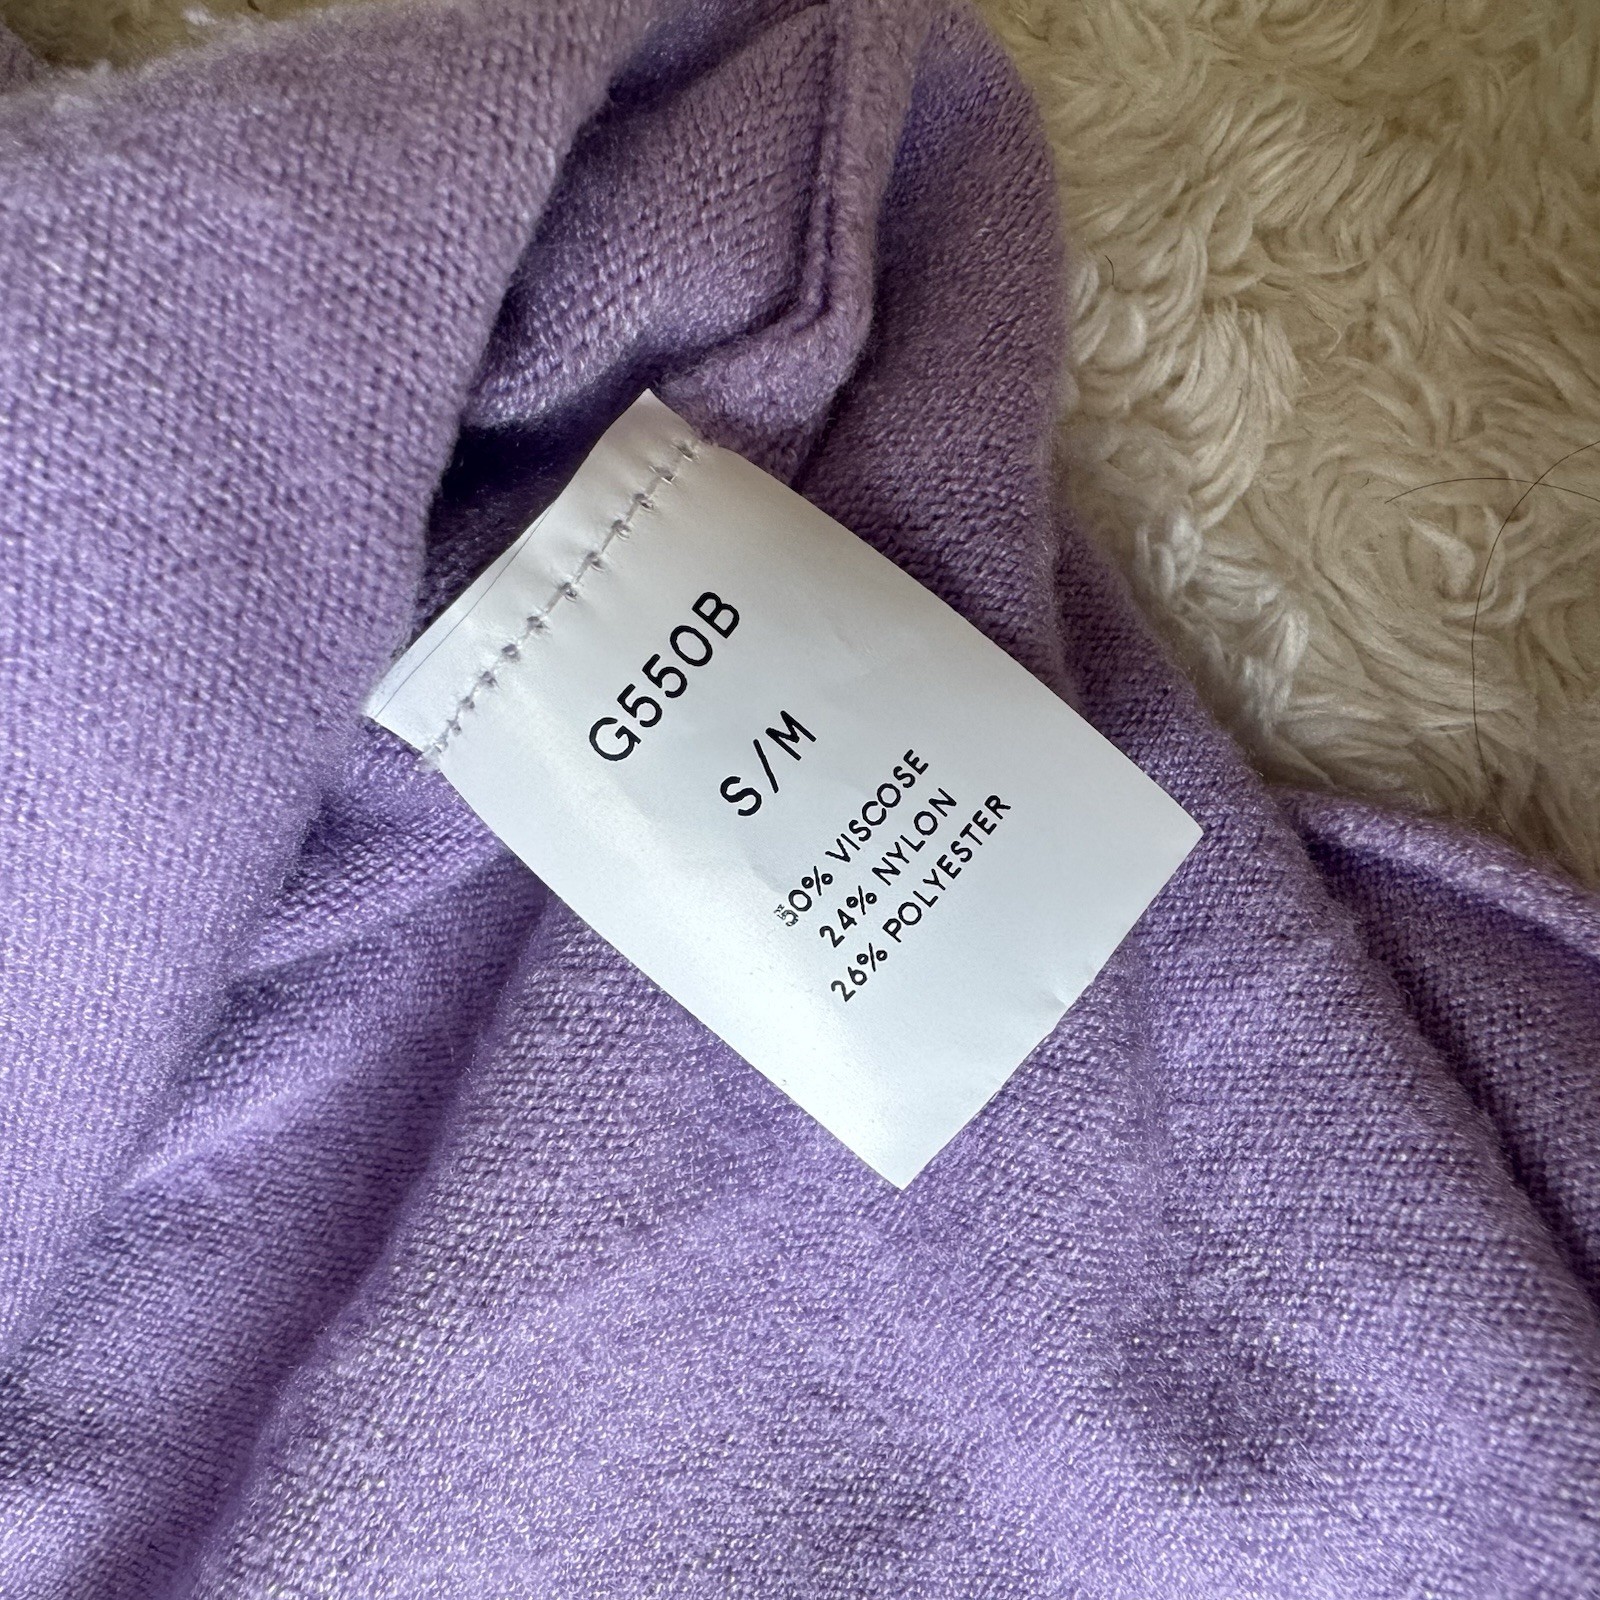 G550B
S/M
50% VISCOSE
24% NYLON
26% POLYESTER